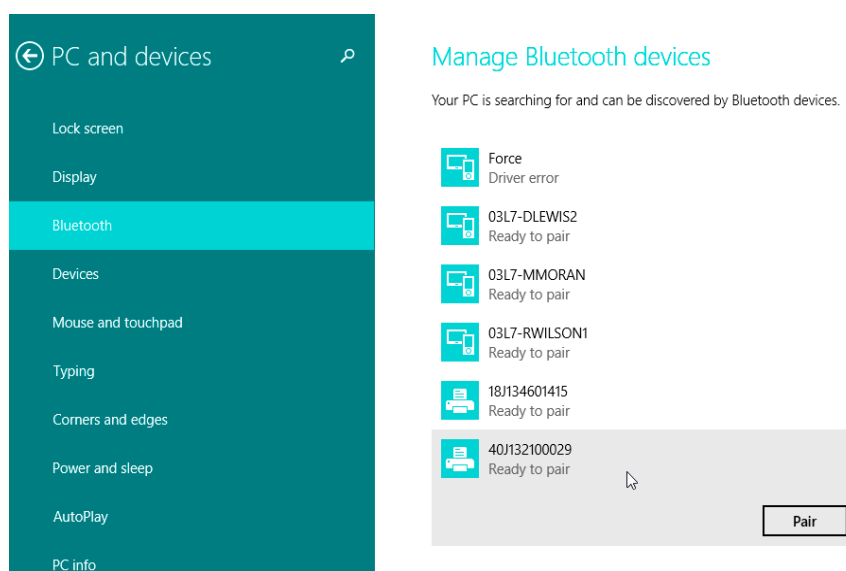 PC and devices
Lock screen
Display
Bluetooth
Devices
Mouse and touchpad
Typing
Corners and edges
Power and sleep
AutoPlay
PC info
Manage Bluetooth devices
Your PC is searching for and can be discovered by Bluetooth devices.
Force
Driver error
03L7-DLEWIS2
Ready to pair
03L7-MMORAN
Ready to pair
03L7-RWILSON1
Ready to pair
18J134601415
Ready to pair
40J132100029
Ready to pair
Pair